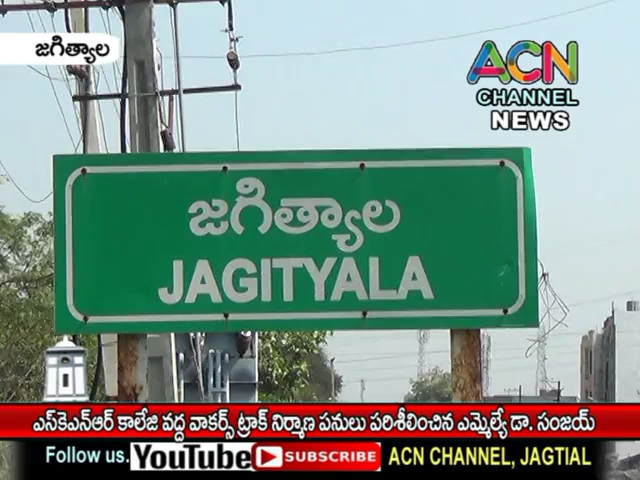 జగిత్యాల
ACN
CHANNEL
NEWS
జగిత్యాల
JAGITYALA
ఎస్‌కెఎన్ఆర్ కాలేజి వద్ద వాకర్స్ ట్రాక్ నిర్మాణ పనులు పరిశీలించిన ఎమ్మెల్యే డా. సంజయ్
Follow us. YouTube SUBSCRIBE ACN CHANNEL, JAGTIAL